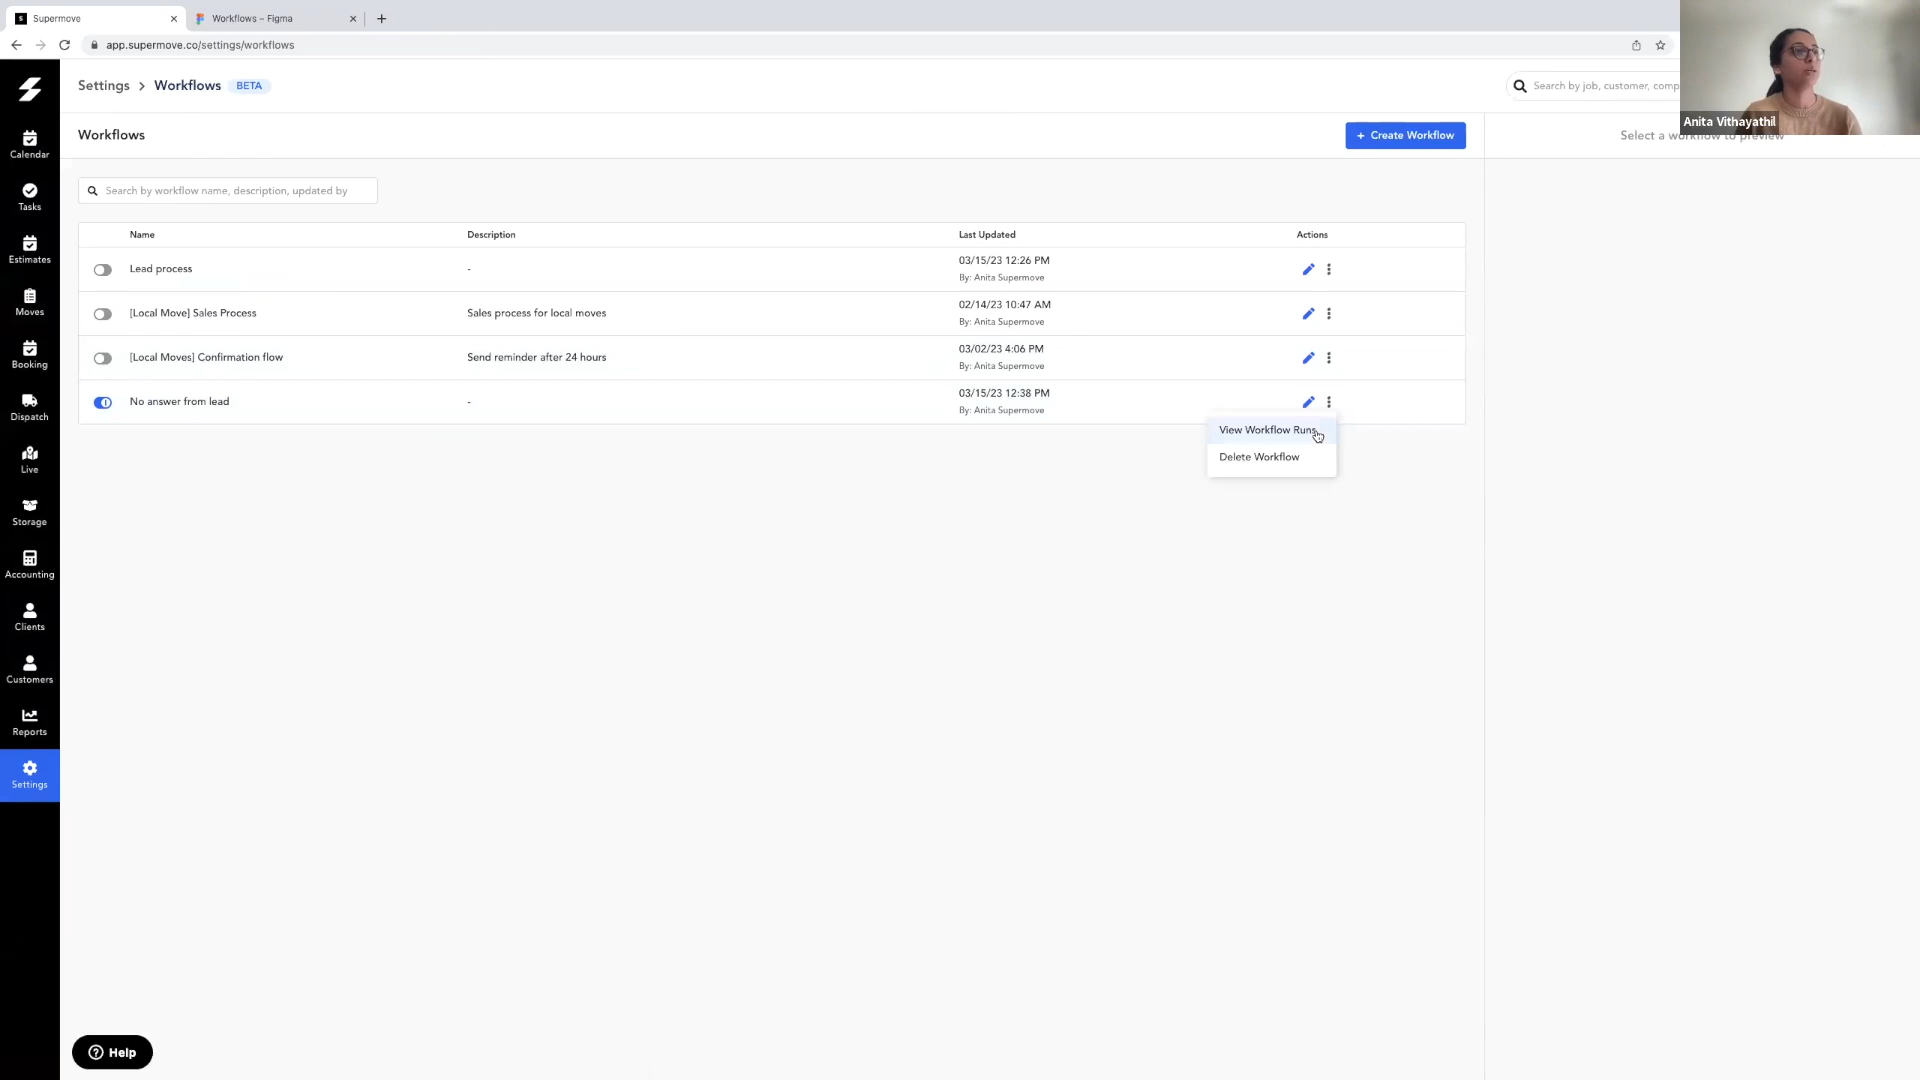 Supermove
Workflows – Figma
app.supermove.co/settings/workflows
Settings > Workflows BETA
Search by job, customer, comp
Anita Vithayathil
Workflows
+ Create Workflow
Select a workflow to preview
Search by workflow name, description, updated by
Name Description Last Updated Actions
Lead process - 03/15/23 12:26 PM
By: Anita Supermove
[Local Move] Sales Process Sales process for local moves 02/14/23 10:47 AM
By: Anita Supermove
[Local Moves] Confirmation flow Send reminder after 24 hours 03/02/23 4:06 PM
By: Anita Supermove
No answer from lead - 03/15/23 12:38 PM
By: Anita Supermove
View Workflow Runs
Delete Workflow
Calendar
Tasks
Estimates
Moves
Booking
Dispatch
Live
Storage
Accounting
Clients
Customers
Reports
Settings
Help